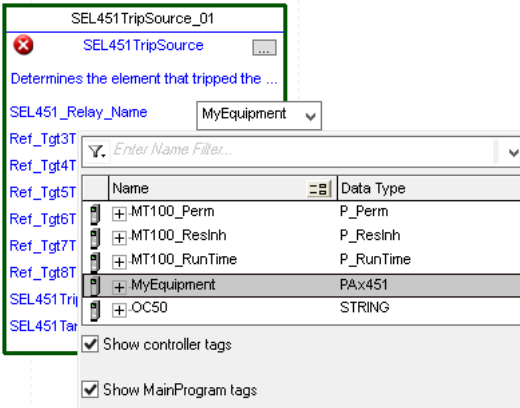 SEL451TripSource_01
SEL451TripSource
...
Determines the element that tripped the ...
SEL451_Relay_Name MyEquipment
Ref_Tgt3T
Ref_Tgt4T
Ref_Tgt5T
Ref_Tgt6T
Ref_Tgt7T
Ref_Tgt8T
SEL451Trip
SEL451Tar
Enter Name Filter...
Name Data Type
MT100_Perm P_Perm
MT100_ResInh P_ResInh
MT100_RunTime P_RunTime
MyEquipment PAx451
OC50 STRING
Show controller tags
Show MainProgram tags